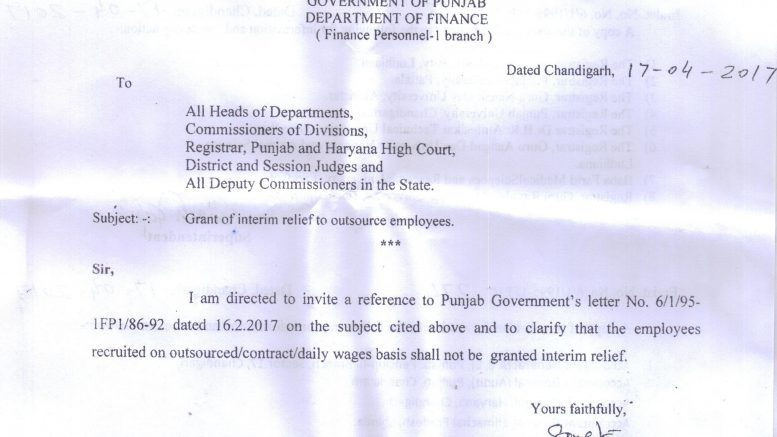 GOVERNMENT OF PUNJAB
DEPARTMENT OF FINANCE
( Finance Personnel-1 branch )
Dated Chandigarh, 17-04-2017
To
All Heads of Departments,
Commissioners of Divisions,
Registrar, Punjab and Haryana High Court,
District and Session Judges and
All Deputy Commissioners in the State.
Subject: -: Grant of interim relief to outsource employees.
***
Sir,
I am directed to invite a reference to Punjab Government's letter No. 6/1/95-
1FP1/86-92 dated 16.2.2017 on the subject cited above and to clarify that the employees
recruited on outsourced/contract/daily wages basis shall not be granted interim relief.
Yours faithfully,